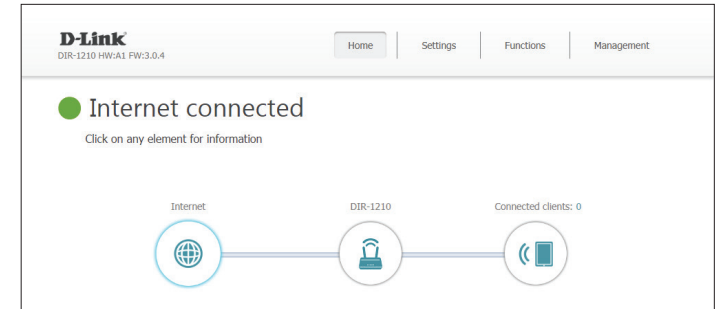 D-Link
DIR-1210 HW:A1 FW:3.0.4
Home Settings Functions Management
Internet connected
Click on any element for information
Internet DIR-1210 Connected clients: 0